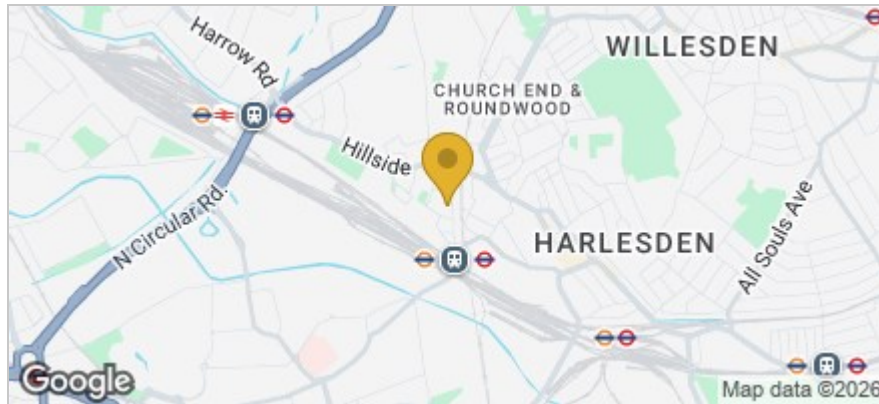 Harrow Rd
WILLESDEN
CHURCH END &
ROUNDWOOD
Hillside
N Circular Rd.
HARLESDEN
All Souls Ave
Google
Map data ©2026